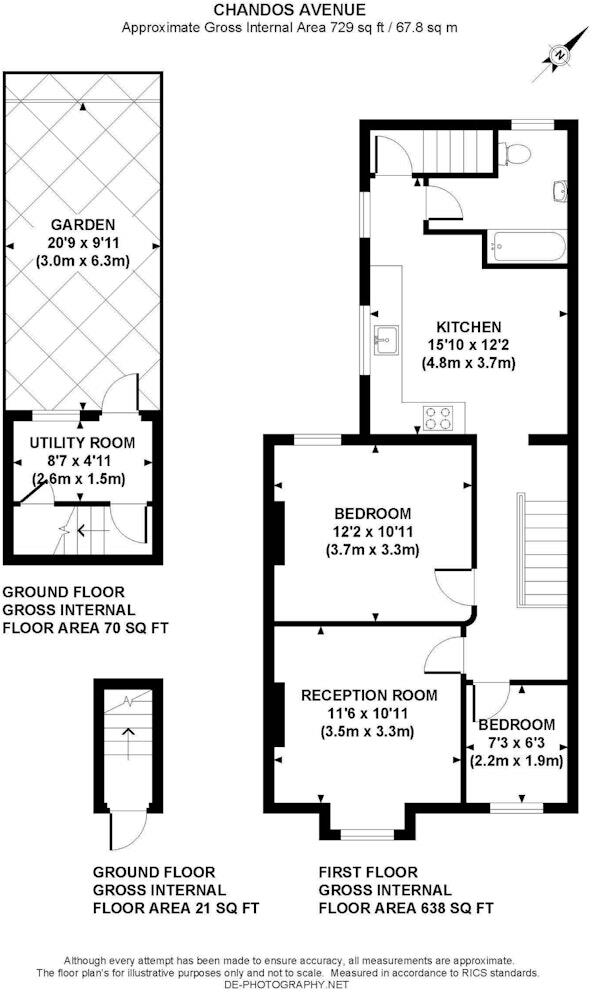 CHANDOS AVENUE
Approximate Gross Internal Area 729 sq ft / 67.8 sq m
N
GARDEN
20'9 x 9'11
(3.0m x 6.3m)
UTILITY ROOM
8'7 x 4'11
(2.6m x 1.5m)
GROUND FLOOR
GROSS INTERNAL
FLOOR AREA 70 SQ FT
KITCHEN
15'10 x 12'2
(4.8m x 3.7m)
BEDROOM
12'2 x 10'11
(3.7m x 3.3m)
RECEPTION ROOM
11'6 x 10'11
(3.5m x 3.3m)
BEDROOM
7'3 x 6'3
(2.2m x 1.9m)
GROUND FLOOR
GROSS INTERNAL
FLOOR AREA 21 SQ FT
FIRST FLOOR
GROSS INTERNAL
FLOOR AREA 638 SQ FT
Although every attempt has been made to ensure accuracy, all measurements are approximate.
The floor plan's for illustrative purposes only and not to scale. Measured in accordance to RICS standards.
DE-PHOTOGRAPHY.NET